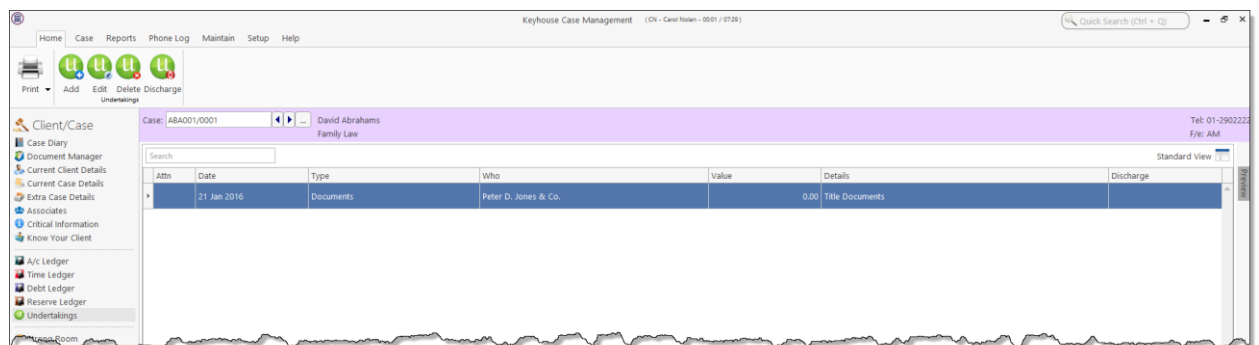 Keyhouse Case Management (CN - Carol Nolan - 0001 / 0729)
Quick Search (Ctrl + Q)
Home Case Reports Phone Log Maintain Setup Help
Print Add Edit Delete Discharge
Undertakings
Client/Case
Case Diary
Document Manager
Current Client Details
Current Case Details
Extra Case Details
Associates
Critical Information
Know Your Client
A/c Ledger
Time Ledger
Debt Ledger
Reserve Ledger
Undertakings
Strong Room
Case: ABA001/0001 ... David Abrahams Tel: 01-2902222
Family Law F/e: AM
Search Standard View
Attn Date Type Who Value Details Discharge
21 Jan 2016 Documents Peter D. Jones & Co. 0.00 Title Documents
Preview